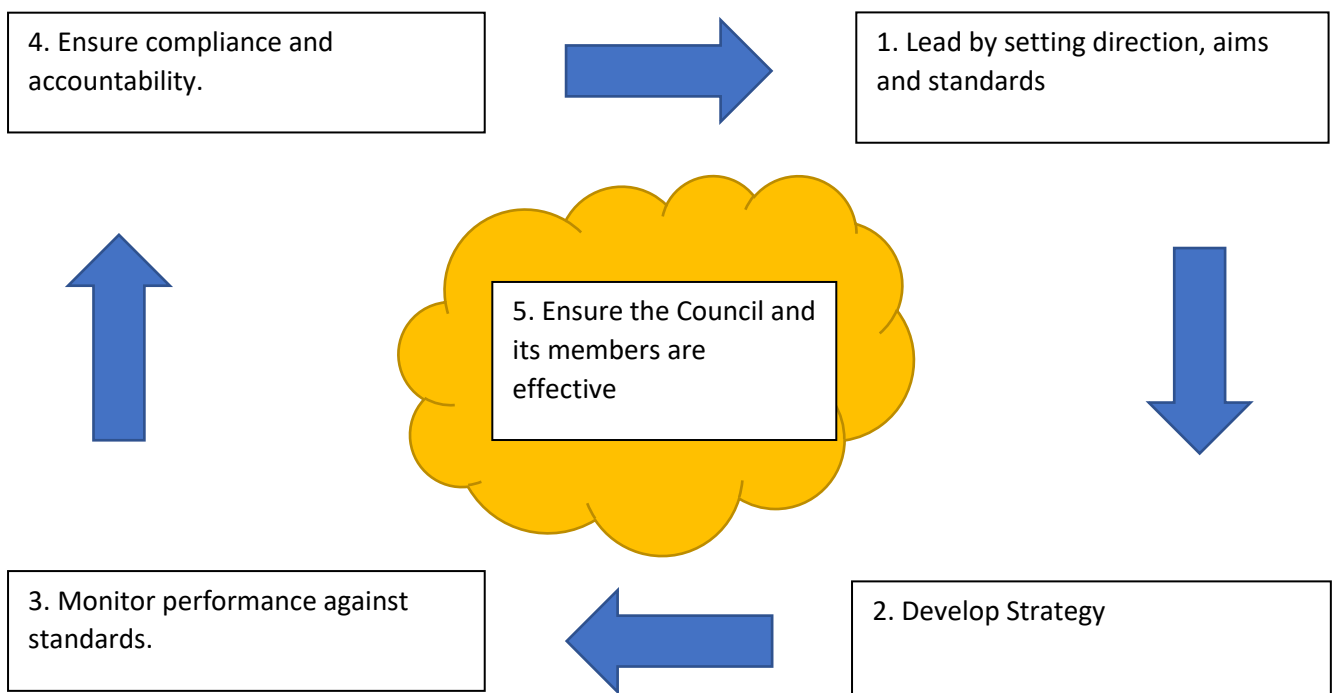 4. Ensure compliance and
accountability.
1. Lead by setting direction, aims
and standards
5. Ensure the Council and
its members are
effective
3. Monitor performance against
standards.
2. Develop Strategy